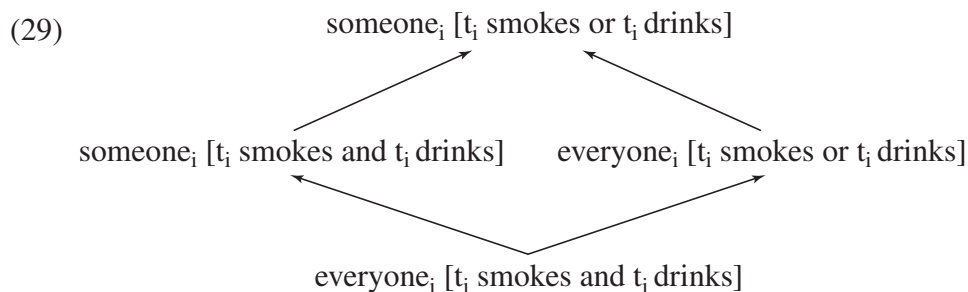 (29) someoneᵢ [tᵢ smokes or tᵢ drinks]
someoneᵢ [tᵢ smokes and tᵢ drinks] everyoneᵢ [tᵢ smokes or tᵢ drinks]
everyoneᵢ [tᵢ smokes and tᵢ drinks]